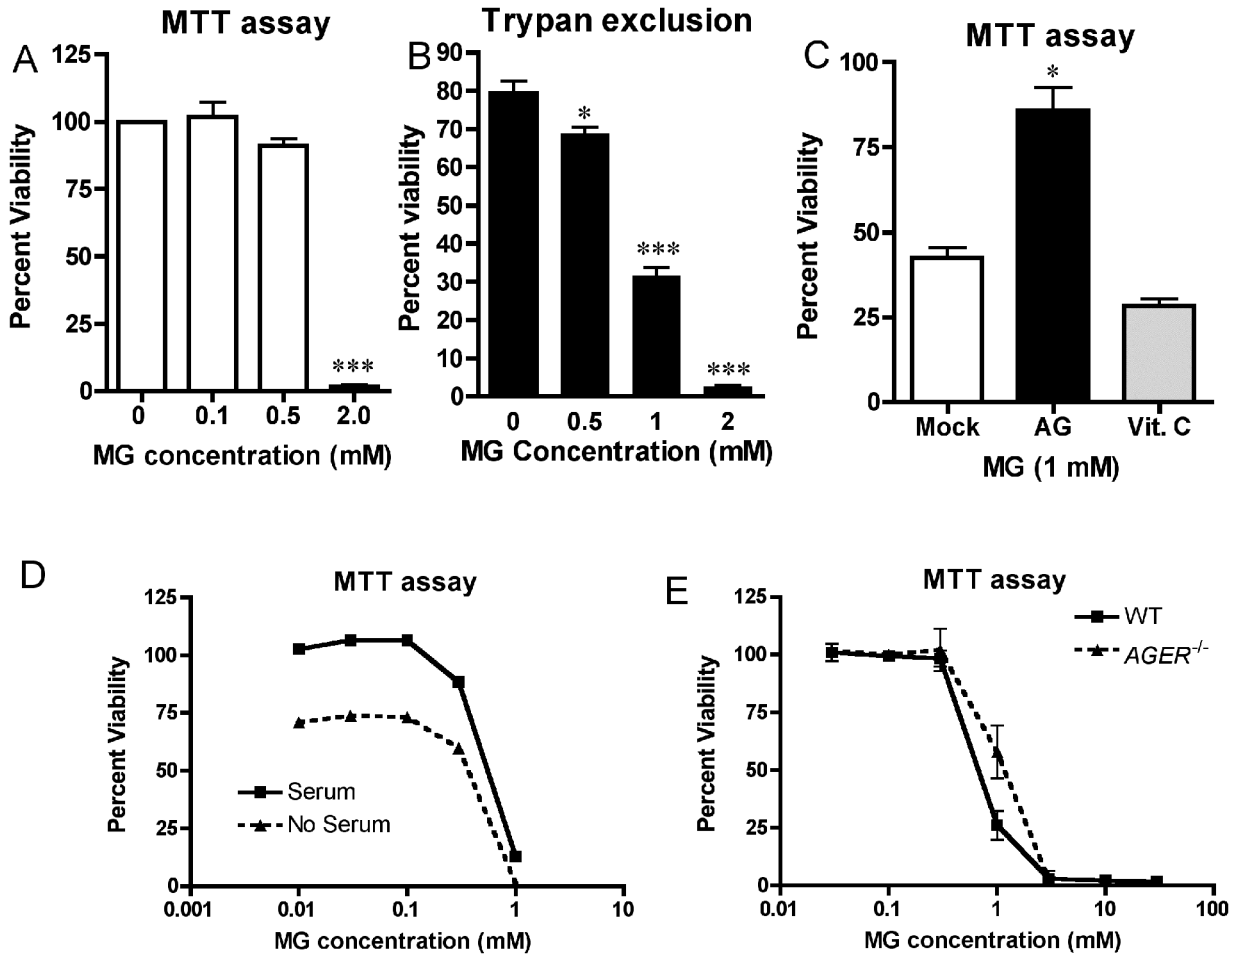 A
MTT assay
Percent Viability
125
100
75
50
25
0
***
0 0.1 0.5 2.0
MG concentration (mM)
B
Trypan exclusion
Percent viability
90
80
70
60
50
40
30
20
10
0
*
***
***
0 0.5 1 2
MG Concentration (mM)
C
MTT assay
Percent Viability
100
75
50
25
0
*
Mock AG Vit. C
MG (1 mM)
D
MTT assay
Percent Viability
125
100
75
50
25
0
Serum
No Serum
0.001 0.01 0.1 1 10
MG concentration (mM)
E
MTT assay
Percent Viability
125
100
75
50
25
0
WT
AGER-/-
0.01 0.1 1 10 100
MG concentration (mM)